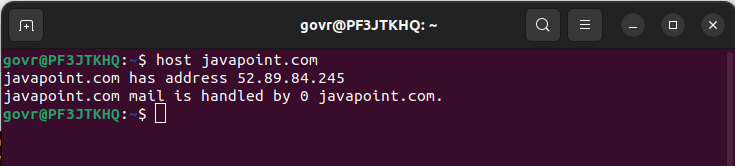 govr@PF3JTKHQ: ~
govr@PF3JTKHQ:~$ host javapoint.com
javapoint.com has address 52.89.84.245
javapoint.com mail is handled by 0 javapoint.com.
govr@PF3JTKHQ:~$